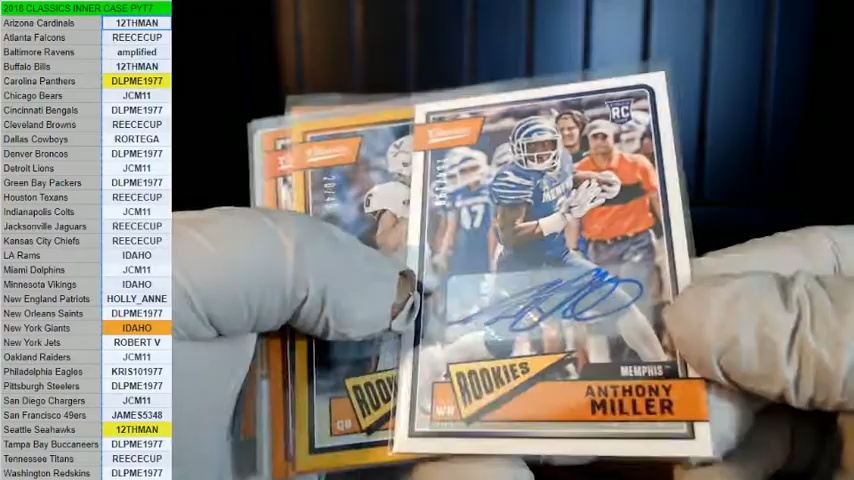 2018 CLASSICS INNER CASE PYT7
Arizona Cardinals 12THMAN
Atlanta Falcons REECECUP
Baltimore Ravens amplified
Buffalo Bills 12THMAN
Carolina Panthers DLPME1977
Chicago Bears JCM11
Cincinnati Bengals DLPME1977
Cleveland Browns REECECUP
Dallas Cowboys RORTEGA
Denver Broncos DLPME1977
Detroit Lions JCM11
Green Bay Packers DLPME1977
Houston Texans REECECUP
Indianapolis Colts JCM11
Jacksonville Jaguars REECECUP
Kansas City Chiefs REECECUP
LA Rams IDAHO
Miami Dolphins JCM11
Minnesota Vikings IDAHO
New England Patriots HOLLY_ANNE
New Orleans Saints DLPME1977
New York Giants IDAHO
New York Jets ROBERT V
Oakland Raiders JCM11
Philadelphia Eagles KRIS101977
Pittsburgh Steelers DLPME1977
San Diego Chargers JCM11
San Francisco 49ers JAMES5348
Seattle Seahawks 12THMAN
Tampa Bay Buccaneers DLPME1977
Tennessee Titans REECECUP
Washington Redskins DLPME1977
RC
47
6
MEMPHIS
ROOKIES
WR
ANTHONY
MILLER
ROOK
QB